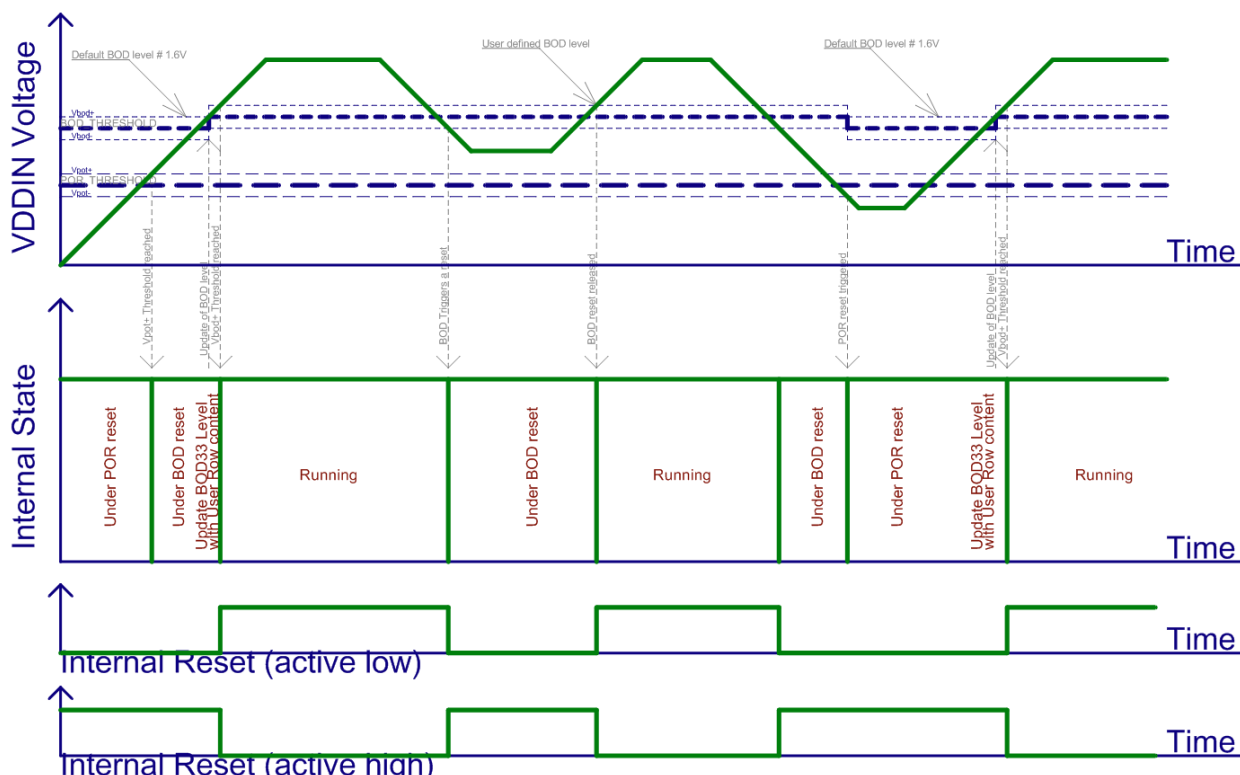 VDDIN Voltage
Default BOD level # 1.6V
User defined BOD level
Default BOD level # 1.6V
Vbod+
BOD_THRESHOLD
Vbod-
Vpot+
POR_THRESHOLD
Vpot-
Time
Vpot+ Threshold reached
Update of BOD level
Vbod+ Threshold reached
BOD Triggers a reset
BOD reset released
POR reset triggered
Update of BOD level
Vbod+ Threshold reached
Internal State
Under POR reset
Under BOD reset
Update BOD33 Level
with User Row content
Running
Under BOD reset
Running
Under BOD reset
Under POR reset
Update BOD33 Level
with User Row content
Running
Time
Internal Reset (active low)
Time
Internal Reset (active high)
Time